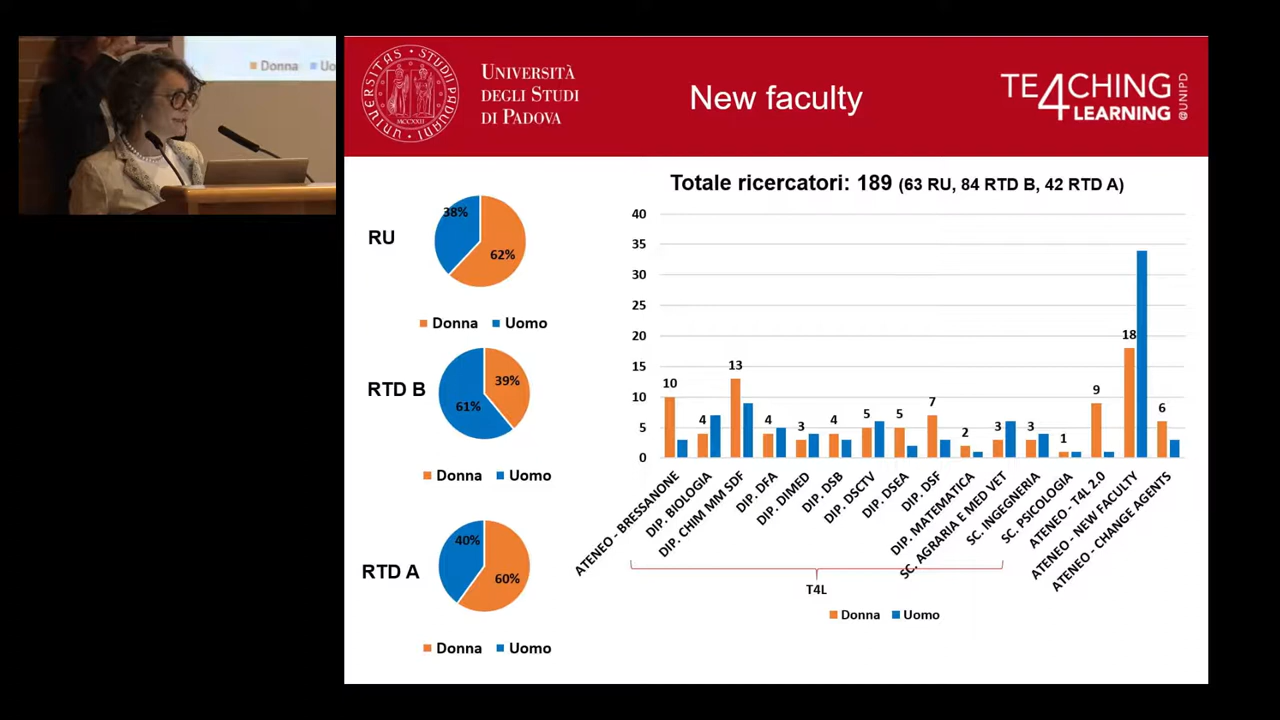 Donna
UNIVERSITÀ
DEGLI STUDI
DI PADOVA
New faculty
TE4CHING
LEARNING
@UNIPD
Totale ricercatori: 189 (63 RU, 84 RTD B, 42 RTD A)
RU
38%
62%
Donna Uomo
RTD B
39%
61%
Donna Uomo
RTD A
40%
60%
Donna Uomo
40
35
30
25
20
15
10
5
0
10
4
13
4
3
4
5
5
7
2
3
3
1
9
18
6
ATENEO - BRESSANONE
DIP. BIOLOGIA
DIP. CHIM MM SDF
DIP. DFA
DIP. DIMED
DIP. DSB
DIP. DSCTV
DIP. DSEA
DIP. DSF
DIP. MATEMATICA
SC. AGRARIA E MED VET
SC. INGEGNERIA
SC. PSICOLOGIA
ATENEO - T4L 2.0
ATENEO - NEW FACULTY
ATENEO - CHANGE AGENTS
T4L
Donna Uomo